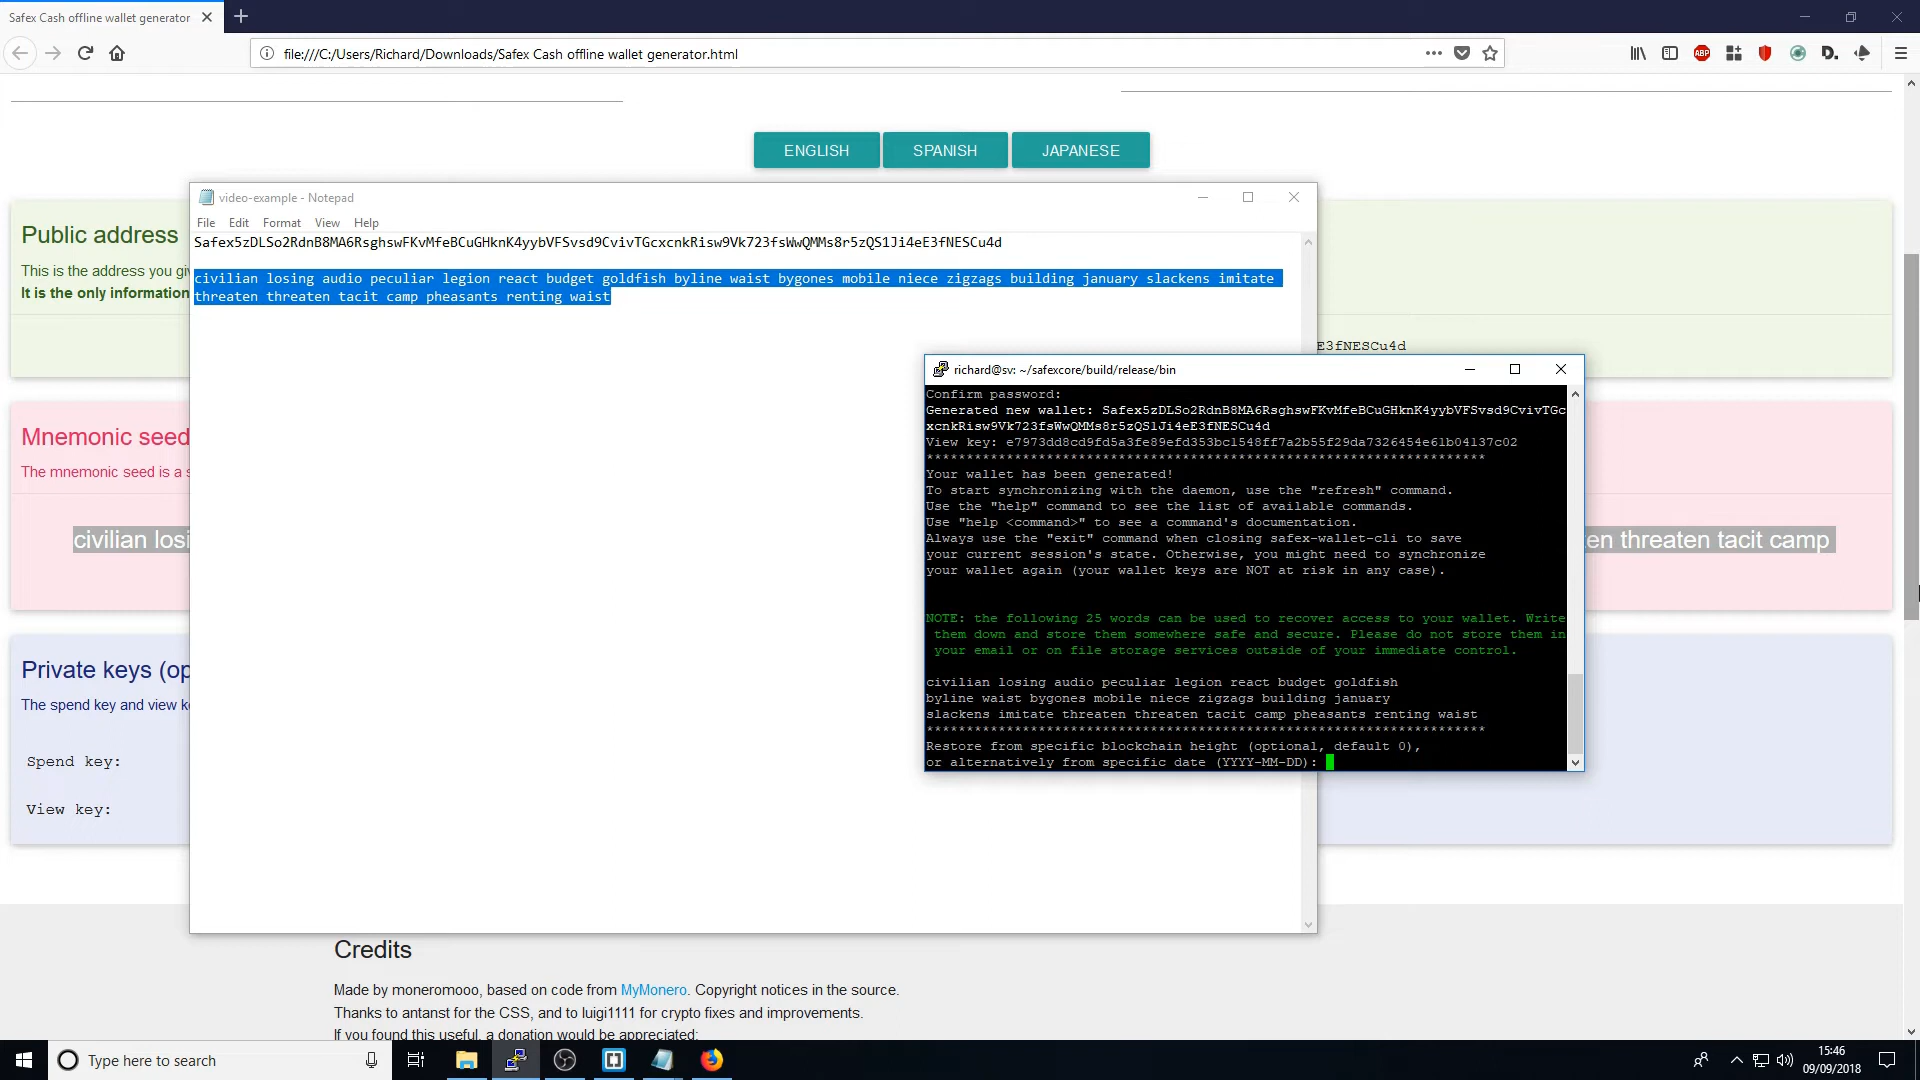 Safex Cash offline wallet generator
file:///C:/Users/Richard/Downloads/Safex Cash offline wallet generator.html
ABP
D.
ENGLISH SPANISH JAPANESE
video-example - Notepad
File Edit Format View Help
Safex5zDLSo2RdnB8MA6RsghswFKvMfeBCuGHknK4yybVFSvsd9CvivTGcxcnkRisw9Vk723fsWwQMMs8r5zQS1Ji4eE3fNESCu4d
civilian losing audio peculiar legion react budget goldfish byline waist bygones mobile niece zigzags building january slackens imitate
threaten threaten tacit camp pheasants renting waist
Public address
This is the address you gi
It is the only information
E3fNESCu4d
richard@sv: ~/safexcore/build/release/bin
Confirm password:
Generated new wallet: Safex5zDLSo2RdnB8MA6RsghswFKvMfeBCuGHknK4yybVFSvsd9CvivTGc
xcnkRisw9Vk723fsWwQMMs8r5zQS1Ji4eE3fNESCu4d
View key: e7973dd8cd9fd5a3fe89efd353bc1548ff7a2b55f29da7326454e61b04137c02
**********************************************************************
Your wallet has been generated!
To start synchronizing with the daemon, use the "refresh" command.
Use the "help" command to see the list of available commands.
Use "help <command>" to see a command's documentation.
Always use the "exit" command when closing safex-wallet-cli to save
your current session's state. Otherwise, you might need to synchronize
your wallet again (your wallet keys are NOT at risk in any case).
NOTE: the following 25 words can be used to recover access to your wallet. Write
them down and store them somewhere safe and secure. Please do not store them in
your email or on file storage services outside of your immediate control.
civilian losing audio peculiar legion react budget goldfish
byline waist bygones mobile niece zigzags building january
slackens imitate threaten threaten tacit camp pheasants renting waist
**********************************************************************
Restore from specific blockchain height (optional, default 0),
or alternatively from specific date (YYYY-MM-DD):
Mnemonic seed
The mnemonic seed is a s
civilian losi
en threaten tacit camp
Private keys (op
The spend key and view k
Spend key:
View key:
Credits
Made by moneromooo, based on code from MyMonero. Copyright notices in the source.
Thanks to antanst for the CSS, and to luigi1111 for crypto fixes and improvements.
If you found this useful, a donation would be appreciated:
Type here to search
15:46
09/09/2018